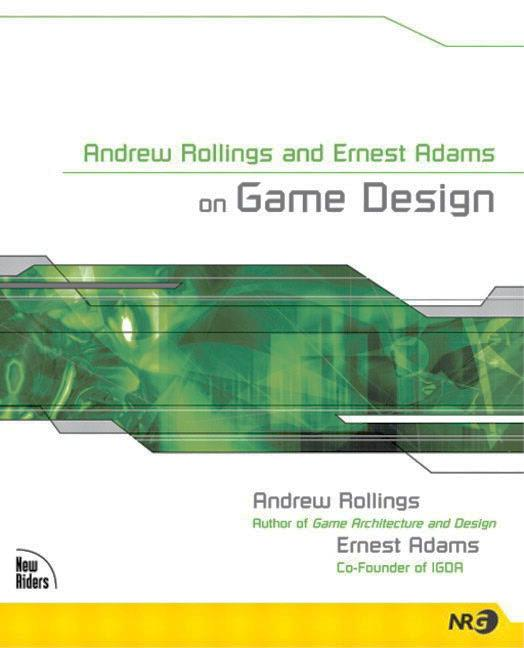 Andrew Rollings and Ernest Adams
on Game Design
Andrew Rollings
Author of Game Architecture and Design
Ernest Adams
Co-Founder of IGDA
New
Riders
NRG